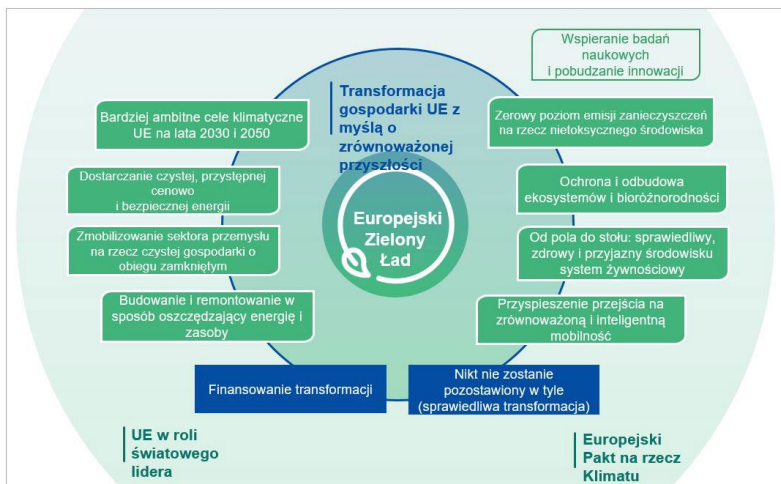 Wspieranie badań
naukowych
i pobudzanie innowacji
Transformacja
gospodarki UE z
myślą o
zrównoważonej
przyszłości
Bardziej ambitne cele klimatyczne
UE na lata 2030 i 2050
Dostarczanie czystej, przystępnej
cenowo
i bezpiecznej energii
Zmobilizowanie sektora przemysłu
na rzecz czystej gospodarki o
obiegu zamkniętym
Budowanie i remontowanie w
sposób oszczędzający energię i
zasoby
Europejski
Zielony
Ład
Zerowy poziom emisji zanieczyszczeń
na rzecz nietoksycznego środowiska
Ochrona i odbudowa
ekosystemów i bioróżnorodności
Od pola do stołu: sprawiedliwy,
zdrowy i przyjazny środowisku
system żywnościowy
Przyspieszenie przejścia na
zrównoważoną i inteligentną
mobilność
Finansowanie transformacji
Nikt nie zostanie
pozostawiony w tyle
(sprawiedliwa transformacja)
UE w roli
światowego
lidera
Europejski
Pakt na rzecz
Klimatu